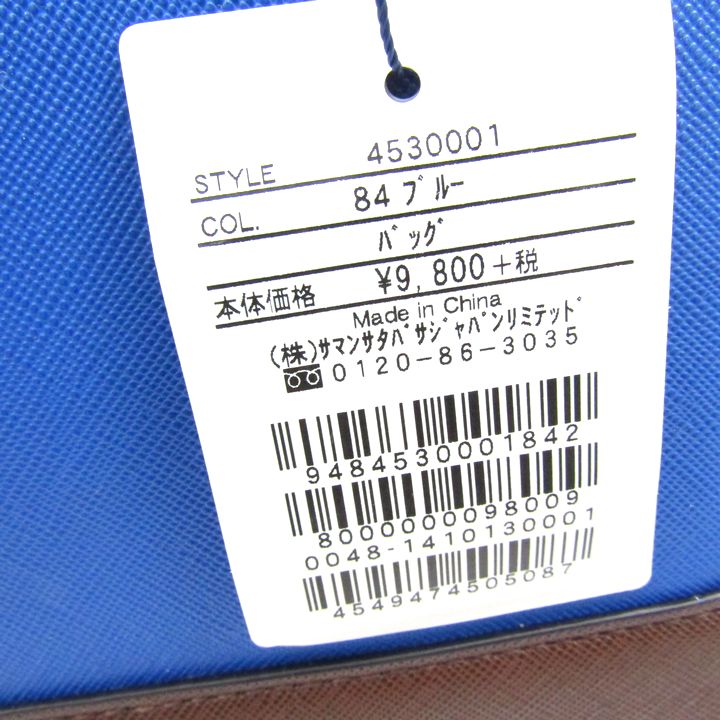 STYLE 4530001
COL. 84 ﾌﾞﾙｰ
ﾊﾞｯｸﾞ
本体価格 ¥9,800+税
Made in China
(株)ｻﾏﾝｻﾀﾊﾞｻｼﾞｬﾊﾟﾝﾘﾐﾃｯﾄﾞ
0120-86-3035
9484530001842
8000000098009
0048-1410130001
4549474505087